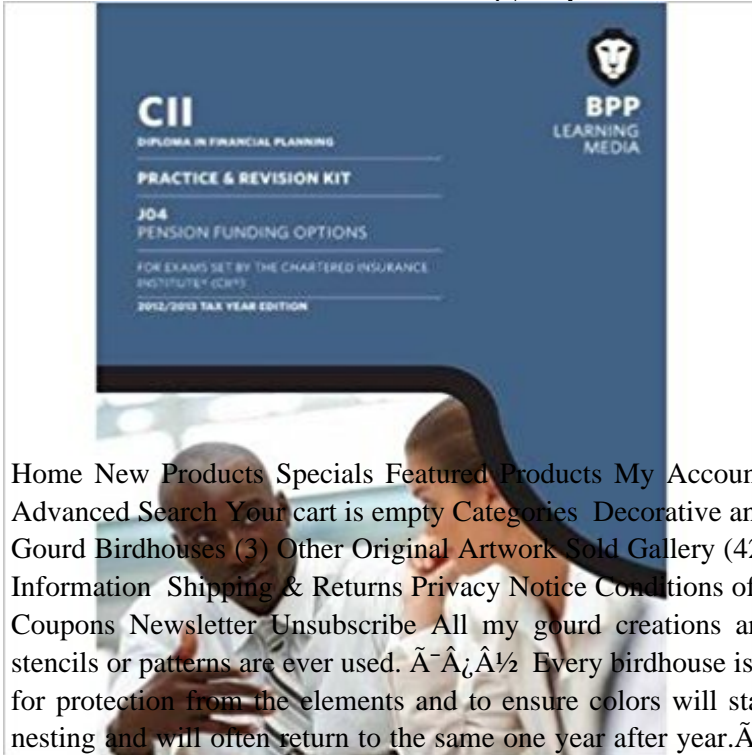 CII
BPP
LEARNING
MEDIA
DIPLOMA IN FINANCIAL PLANNING
PRACTICE & REVISION KIT
J04
PENSION FUNDING OPTIONS
FOR EXAMS SET BY THE CHARTERED INSURANCE
INSTITUTE® (CII®)
2012/2013 TAX YEAR EDITION
Home New Products Specials Featured Products My Accoun
Advanced Search Your cart is empty Categories Decorative an
Gourd Birdhouses (3) Other Original Artwork Sold Gallery (42
Information Shipping & Returns Privacy Notice Conditions of
Coupons Newsletter Unsubscribe All my gourd creations ar
stencils or patterns are ever used. Ã¯Â¿Â½ Every birdhouse is
for protection from the elements and to ensure colors will sta
nesting and will often return to the same one year after year.Ã